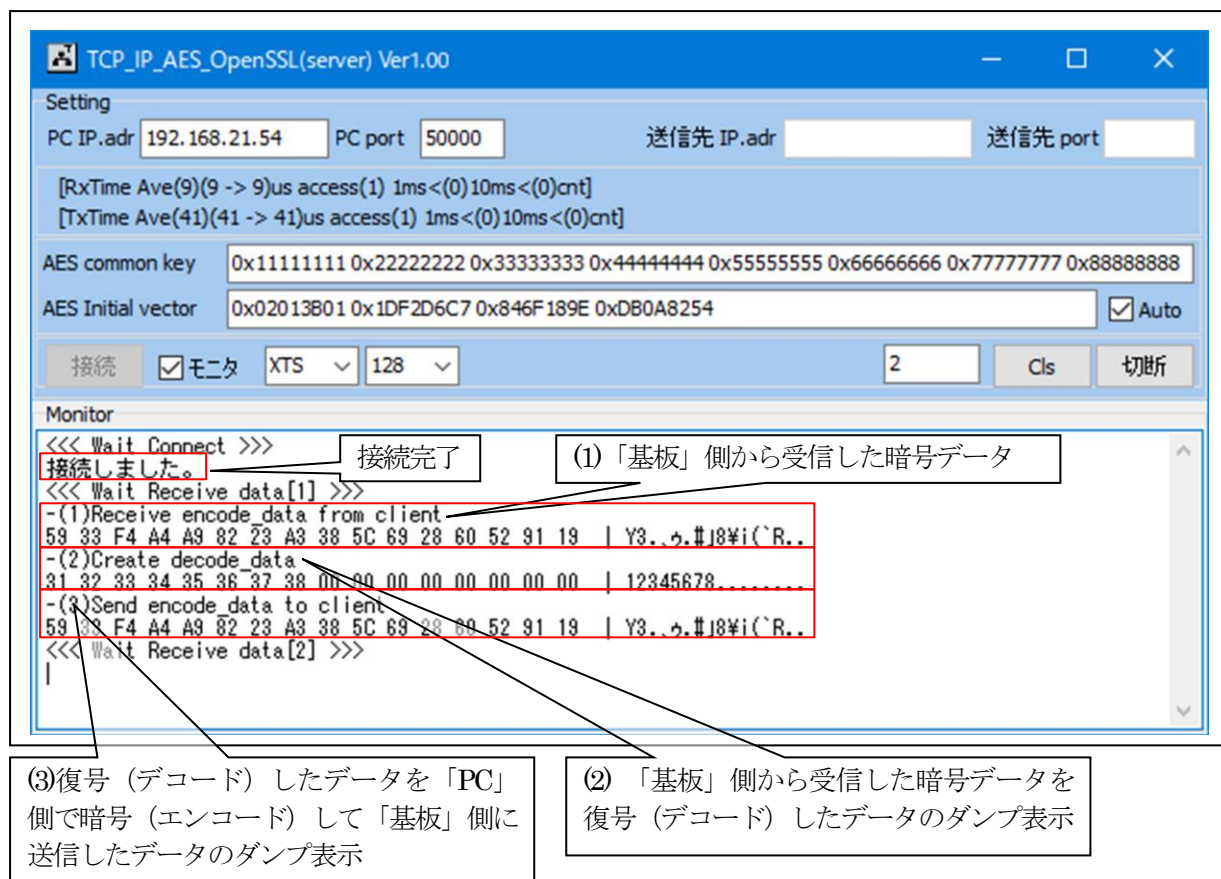 TCP_IP_AES_OpenSSL(server) Ver1.00
Setting
PC IP.adr 192.168.21.54 PC port 50000 送信先 IP.adr 送信先 port
[RxTime Ave(9)(9 -> 9)us access(1) 1ms<(0)10ms<(0)cnt]
[TxTime Ave(41)(41 -> 41)us access(1) 1ms<(0)10ms<(0)cnt]
AES common key 0x11111111 0x22222222 0x33333333 0x44444444 0x55555555 0x66666666 0x77777777 0x88888888
AES Initial vector 0x02013B01 0x1DF2D6C7 0x846F189E 0xDB0A8254 Auto
接続 モニタ XTS 128 2 Cls 切断
Monitor
<<< Wait Connect >>>
接続しました。
接続完了
(1)「基板」側から受信した暗号データ
<<< Wait Receive data[1] >>>
-(1)Receive encode_data from client
59 33 F4 A4 A9 82 23 A3 38 5C 69 28 60 52 91 19 | Y3.、ゥ.#」8¥i(`R..
-(2)Create decode_data
31 32 33 34 35 36 37 38 00 00 00 00 00 00 00 00 | 12345678........
-(3)Send encode_data to client
59 33 F4 A4 A9 82 23 A3 38 5C 69 28 60 52 91 19 | Y3.、ゥ.#」8¥i(`R..
<<< Wait Receive data[2] >>>
(3)復号（デコード）したデータを「PC」
側で暗号（エンコード）して「基板」側に
送信したデータのダンプ表示
(2) 「基板」側から受信した暗号データを
復号（デコード）したデータのダンプ表示